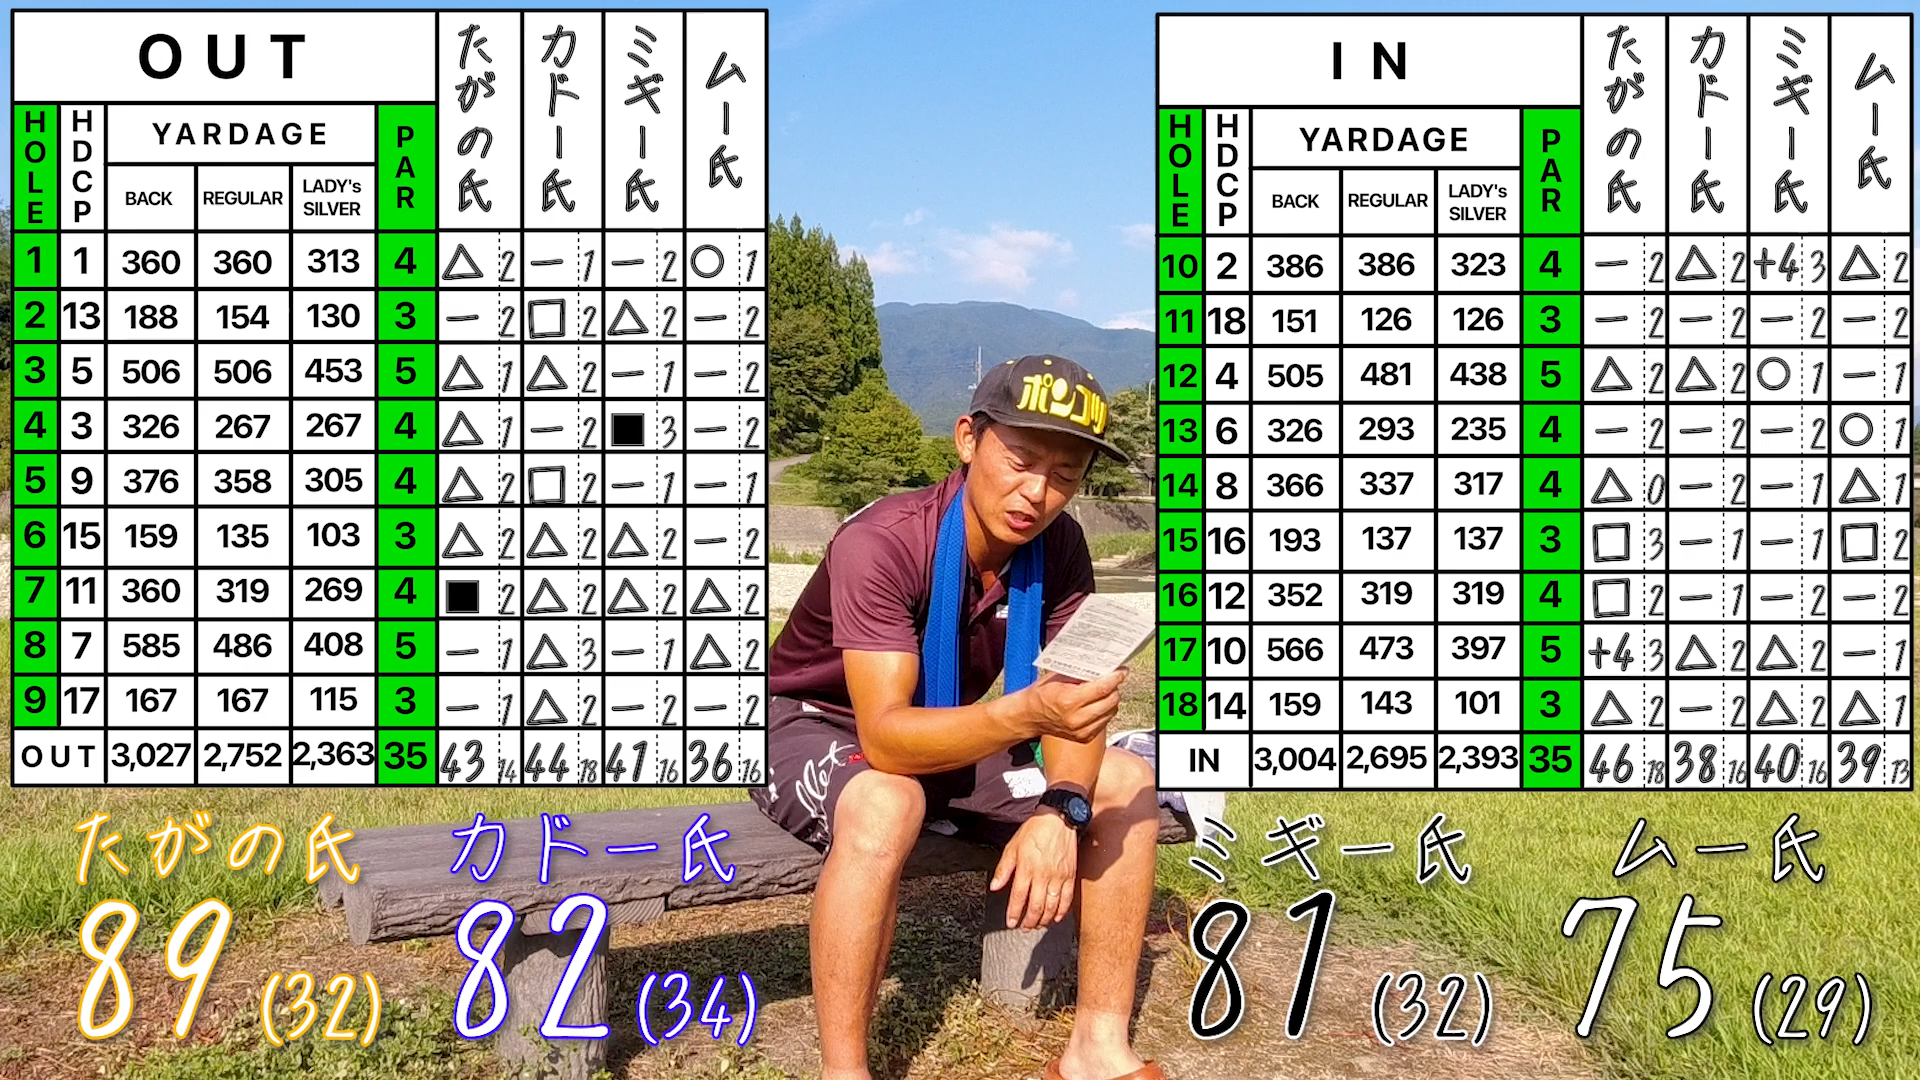 OUT たがの氏 カドー氏 ミギー氏 ムー氏
HOLE HDCP YARDAGE PAR
BACK REGULAR LADY's SILVER
1 1 360 360 313 4 △ 2 — 1 — 2 ○ 1
2 13 188 154 130 3 — 2 □ 2 △ 2 — 2
3 5 506 506 453 5 △ 1 △ 2 — 1 — 2
4 3 326 267 267 4 △ 1 — 2 ■ 3 — 2
5 9 376 358 305 4 △ 2 □ 2 — 1 — 1
6 15 159 135 103 3 △ 2 △ 2 △ 2 — 2
7 11 360 319 269 4 ■ 2 △ 2 △ 2 △ 2
8 7 585 486 408 5 — 1 △ 3 — 1 △ 2
9 17 167 167 115 3 — 1 △ 2 — 2 — 2
OUT 3,027 2,752 2,363 35 43 14 44 18 41 16 36 16
IN たがの氏 カドー氏 ミギー氏 ムー氏
HOLE HDCP YARDAGE PAR
BACK REGULAR LADY's SILVER
10 2 386 386 323 4 — 2 △ 2 +4 3 △ 2
11 18 151 126 126 3 — 2 — 2 — 2 — 2
12 4 505 481 438 5 △ 2 △ 2 ○ 1 — 1
13 6 326 293 235 4 — 2 — 2 — 2 ○ 1
14 8 366 337 317 4 △ 0 — 2 — 1 △ 1
15 16 193 137 137 3 □ 3 — 1 — 1 □ 2
16 12 352 319 319 4 □ 2 — 1 — 2 — 2
17 10 566 473 397 5 +4 3 △ 2 △ 2 — 1
18 14 159 143 101 3 △ 2 — 2 △ 2 △ 1
IN 3,004 2,695 2,393 35 46 18 38 16 40 16 39 13
ポンコツ
たがの氏 カドー氏 ミギー氏 ムー氏
89 (32) 82 (34) 81 (32) 75 (29)